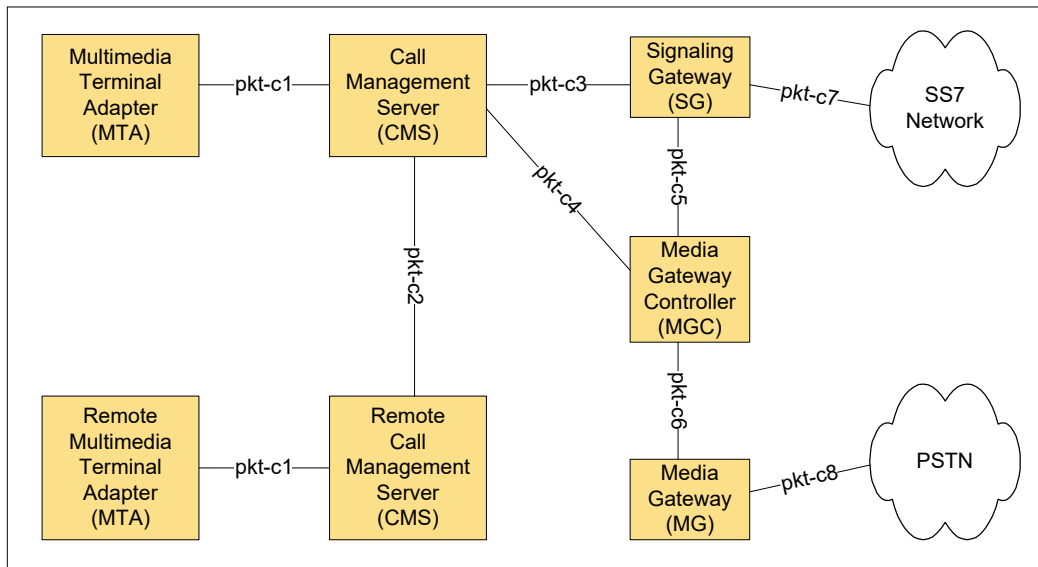 Multimedia
Terminal
Adapter
(MTA)
pkt-c1
Call
Management
Server
(CMS)
pkt-c3
Signaling
Gateway
(SG)
pkt-c7
SS7
Network
pkt-c4
pkt-c5
pkt-c2
Media
Gateway
Controller
(MGC)
pkt-c6
Remote
Multimedia
Terminal
Adapter
(MTA)
pkt-c1
Remote
Call
Management
Server
(CMS)
Media
Gateway
(MG)
pkt-c8
PSTN